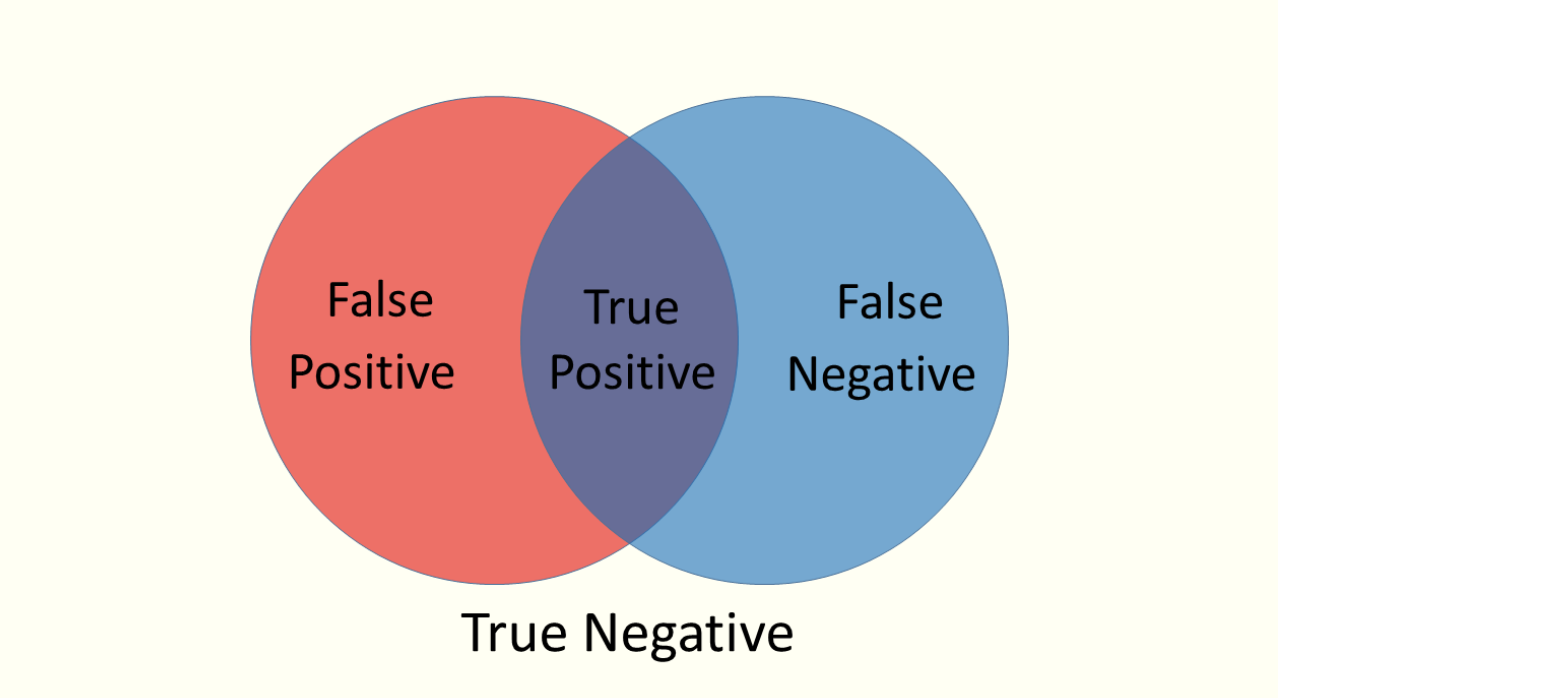 False
Positive
True
Positive
False
Negative
True Negative